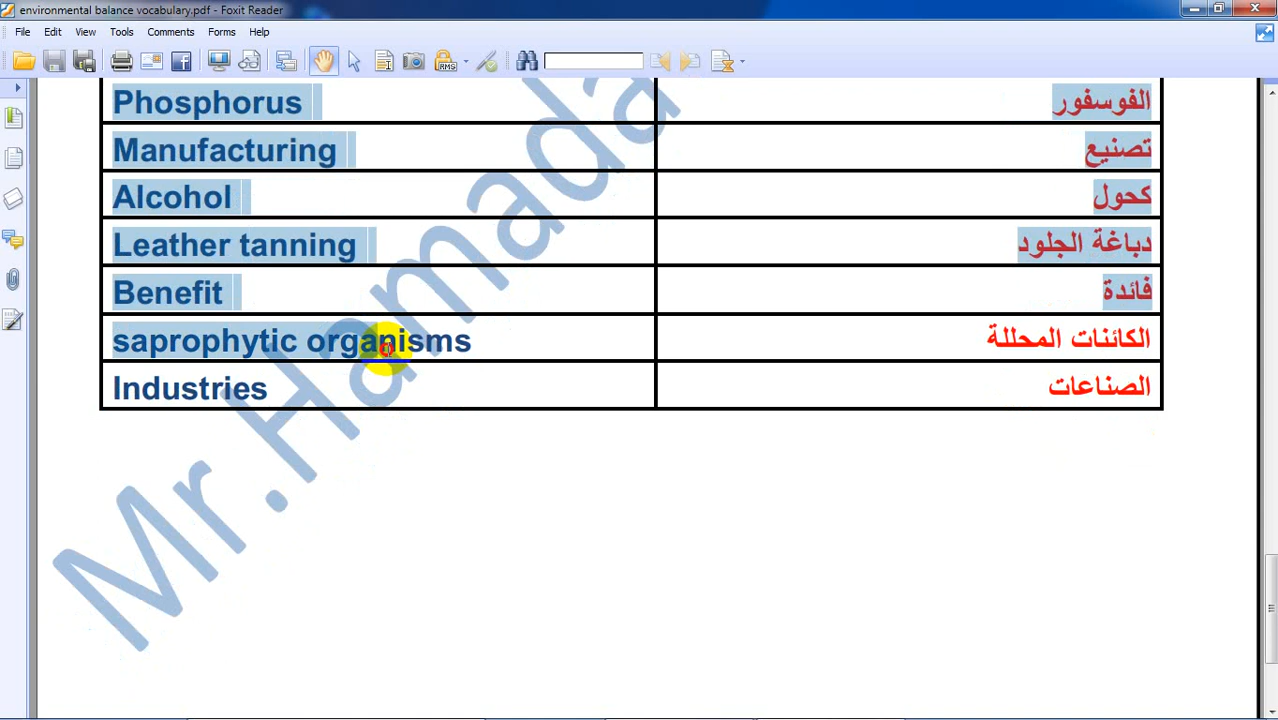 environmental balance vocabulary.pdf - Foxit Reader
File Edit View Tools Comments Forms Help
RMS
Phosphorus الفوسفور
Manufacturing تصنيع
Alcohol كحول
Leather tanning دباغة الجلود
Benefit فائدة
saprophytic organisms الكائنات المحللة
Industries الصناعات
Mr.Hamada